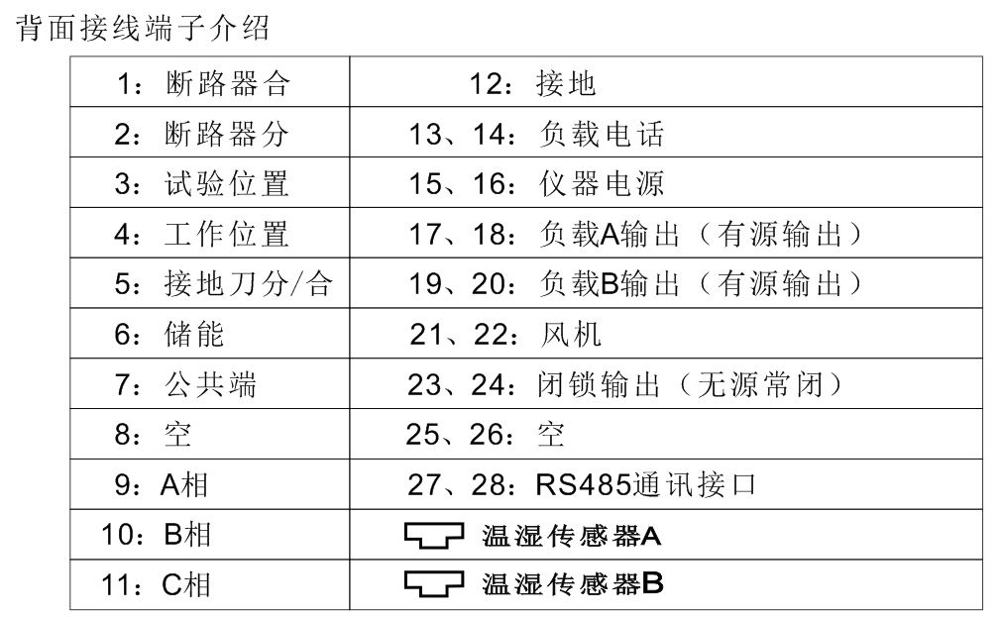 背面接线端子介绍
1：断路器合 12：接地
2：断路器分 13、14：负载电话
3：试验位置 15、16：仪器电源
4：工作位置 17、18：负载A输出（有源输出）
5：接地刀分/合 19、20：负载B输出（有源输出）
6：储能 21、22：风机
7：公共端 23、24：闭锁输出（无源常闭）
8：空 25、26：空
9：A相 27、28：RS485通讯接口
10：B相 温湿传感器A
11：C相 温湿传感器B